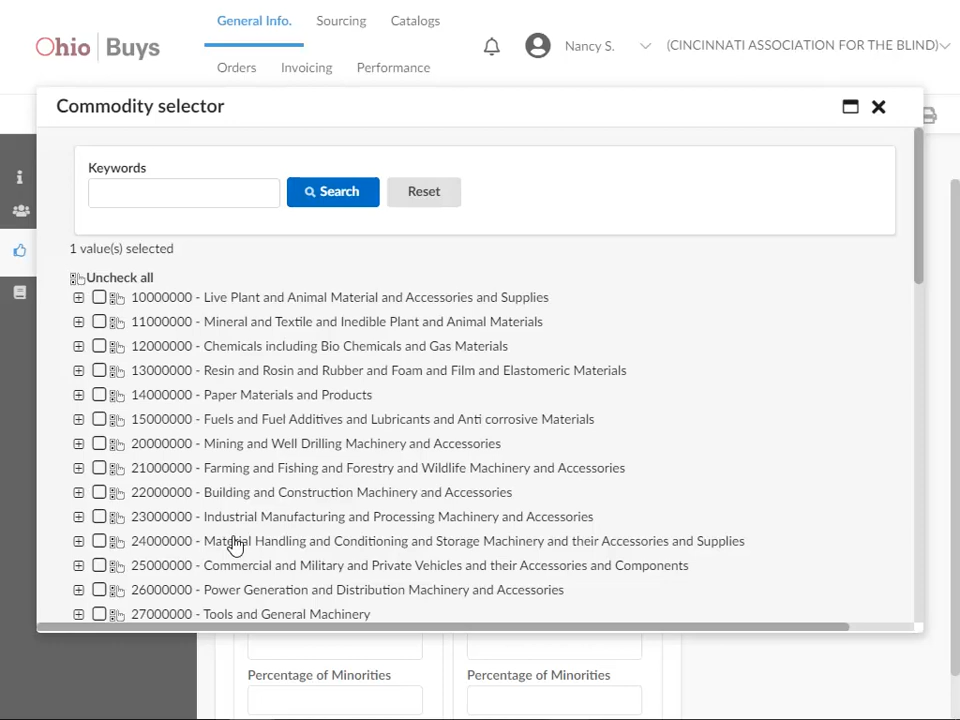 General Info.
Sourcing
Catalogs
Ohio Buys
Nancy S.
(CINCINNATI ASSOCIATION FOR THE BLIND)
Orders
Invoicing
Performance
Commodity selector
Keywords
Search
Reset
1 value(s) selected
Uncheck all
10000000 - Live Plant and Animal Material and Accessories and Supplies
11000000 - Mineral and Textile and Inedible Plant and Animal Materials
12000000 - Chemicals including Bio Chemicals and Gas Materials
13000000 - Resin and Rosin and Rubber and Foam and Film and Elastomeric Materials
14000000 - Paper Materials and Products
15000000 - Fuels and Fuel Additives and Lubricants and Anti corrosive Materials
20000000 - Mining and Well Drilling Machinery and Accessories
21000000 - Farming and Fishing and Forestry and Wildlife Machinery and Accessories
22000000 - Building and Construction Machinery and Accessories
23000000 - Industrial Manufacturing and Processing Machinery and Accessories
24000000 - Material Handling and Conditioning and Storage Machinery and their Accessories and Supplies
25000000 - Commercial and Military and Private Vehicles and their Accessories and Components
26000000 - Power Generation and Distribution Machinery and Accessories
27000000 - Tools and General Machinery
Percentage of Minorities
Percentage of Minorities